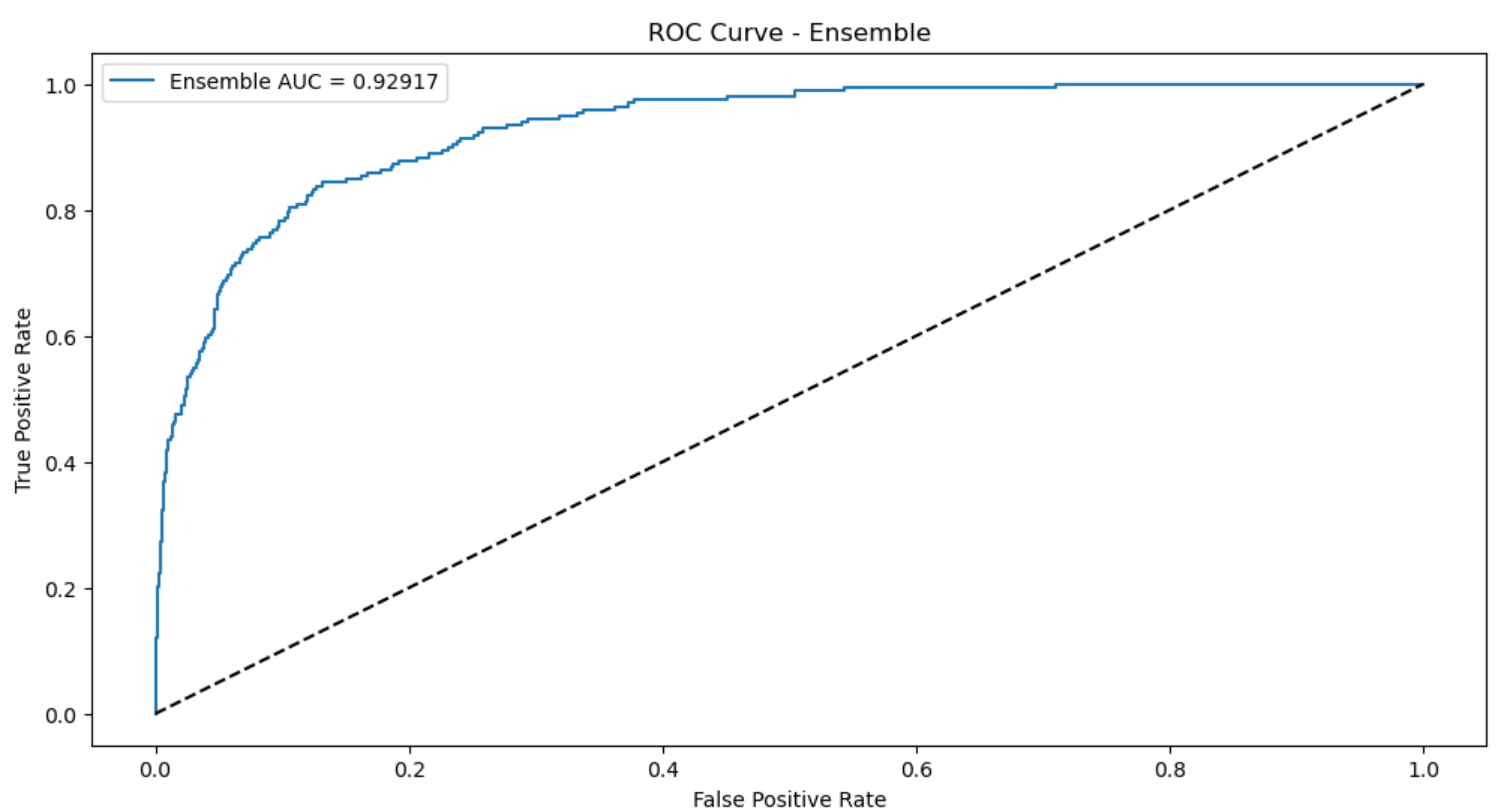 ROC Curve - Ensemble
Ensemble AUC = 0.92917
True Positive Rate
1.0
0.8
0.6
0.4
0.2
0.0
0.0 0.2 0.4 0.6 0.8 1.0
False Positive Rate